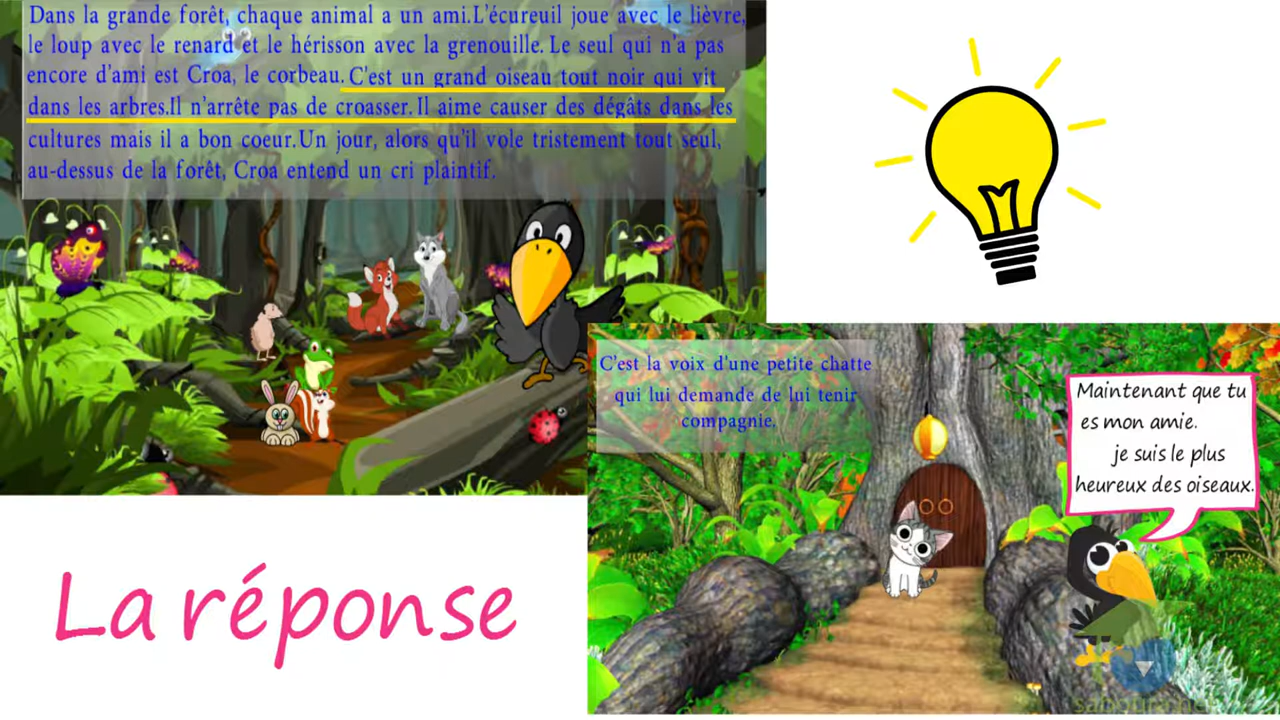 Dans la grande forêt, chaque animal a un ami.L'écureuil joue avec le lièvre,
le loup avec le renard et le hérisson avec la grenouille. Le seul qui n'a pas
encore d'ami est Croa, le corbeau. C'est un grand oiseau tout noir qui vit
dans les arbres.Il n'arrête pas de croasser. Il aime causer des dégâts dans les
cultures mais il a bon coeur.Un jour, alors qu'il vole tristement tout seul,
au-dessus de la forêt, Croa entend un cri plaintif.
C'est la voix d'une petite chatte
qui lui demande de lui tenir
compagnie.
Maintenant que tu
es mon amie.
je suis le plus
heureux des oiseaux.
La réponse